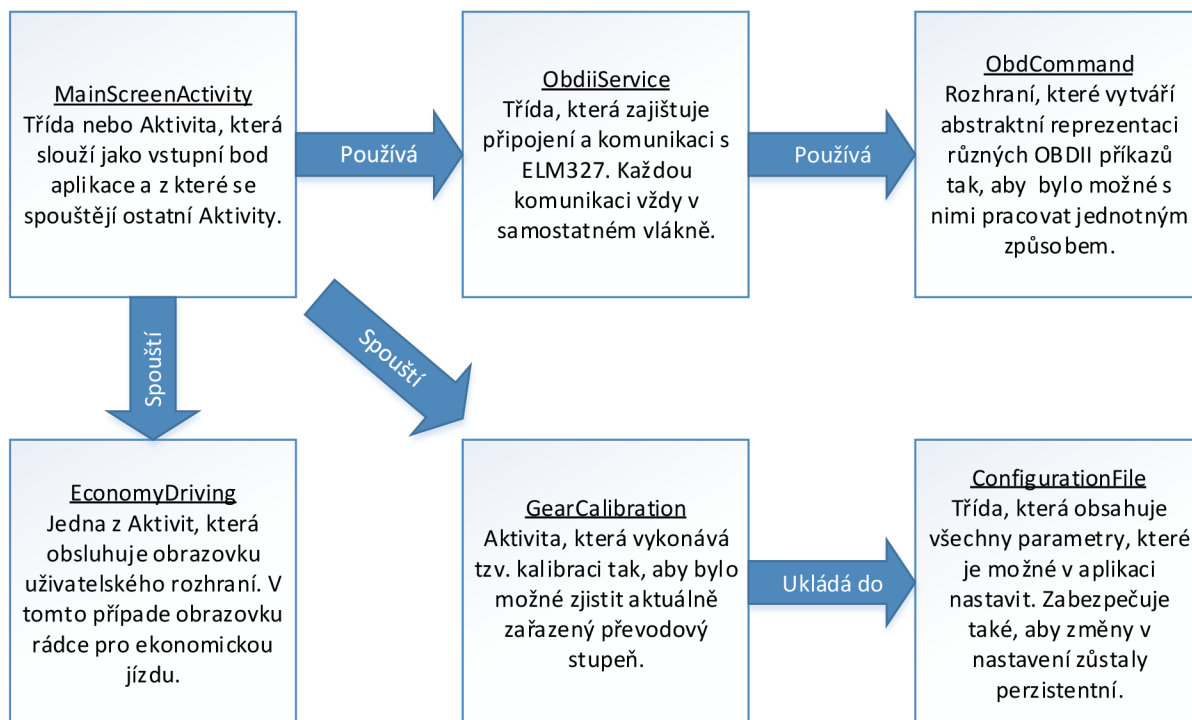 MainScreenActivity
Třída nebo Aktivita, která
slouží jako vstupní bod
aplikace a z které se
spouštějí ostatní Aktivity.
Používá
ObdiiService
Třída, která zajištuje
připojení a komunikaci s
ELM327. Každou
komunikaci vždy v
samostatném vlákně.
Používá
ObdCommand
Rozhraní, které vytváří
abstraktní reprezentaci
různých OBDII příkazů
tak, aby bylo možné s
nimi pracovat jednotným
způsobem.
Spouští
Spouští
EconomyDriving
Jedna z Aktivit, která
obsluhuje obrazovku
uživatelského rozhraní. V
tomto případe obrazovku
rádce pro ekonomickou
jízdu.
GearCalibration
Aktivita, která vykonává
tzv. kalibraci tak, aby bylo
možné zjistit aktuálně
zařazený převodový
stupeň.
Ukládá do
ConfigurationFile
Třída, která obsahuje
všechny parametry, které
je možné v aplikaci
nastavit. Zabezpečuje
také, aby změny v
nastavení zůstaly
perzistentní.